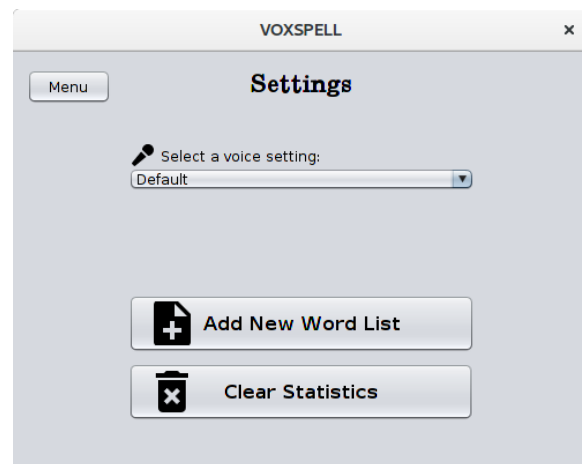 VOXSPELL
Menu
Settings
Select a voice setting:
Default
Add New Word List
Clear Statistics